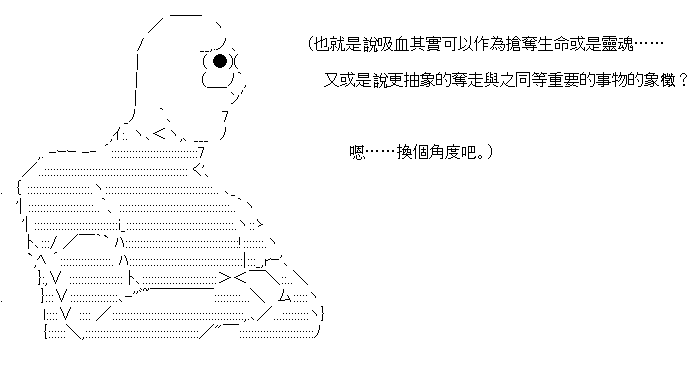 (也就是說吸血其實可以作為搶奪生命或是靈魂……
又或是說更抽象的奪走與之同等重要的事物的象徵？
嗯……換個角度吧。)